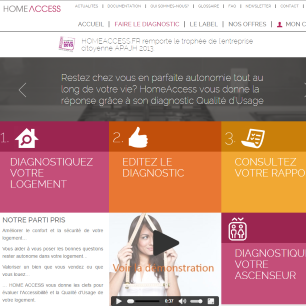 HOMEACCESS
ACTUALITÉS | DOCUMENTATION | QUI SOMMES-NOUS? | GLOSSAIRE | FAQ | NEWSLETTER | CONTACT |
ACCUEIL | FAIRE LE DIAGNOSTIC | LE LABEL | NOS OFFRES | MON C
HOMEACCESS.FR remporte le trophée de l'entreprise
citoyenne APAJH 2013
Restez chez vous en parfaite autonomie tout au
long de votre vie? HomeAccess vous donne la
réponse grâce à son diagnostic Qualité d'Usage
1.
DIAGNOSTIQUEZ
VOTRE
LOGEMENT
2.
EDITEZ LE
DIAGNOSTIC
3.
CONSULTEZ
VOTRE RAPPO
NOTRE PARTI PRIS
Améliorer le confort et la sécurité de votre
logement...
Vous aider à vous poser les bonnes questions
rester autonome dans votre logement...
Valoriser un bien que vous vendez ou que
vous louez...
... HOME ACCESS vous donne les clefs pour
évaluer l'Accessibilité et la Qualité d'Usage de
votre logement.
Voir la démonstration
0:37
DIAGNOSTIQU
VOTRE
ASCENSEUR